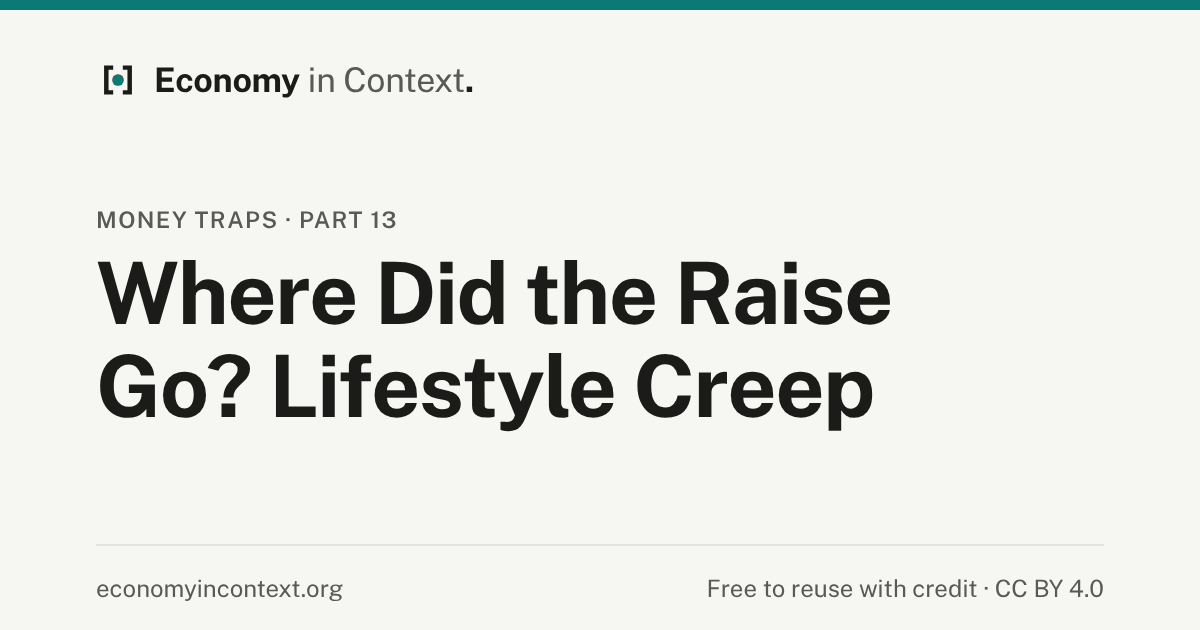 Economy in Context.
MONEY TRAPS · PART 13
Where Did the Raise
Go? Lifestyle Creep
economyincontext.org
Free to reuse with credit · CC BY 4.0